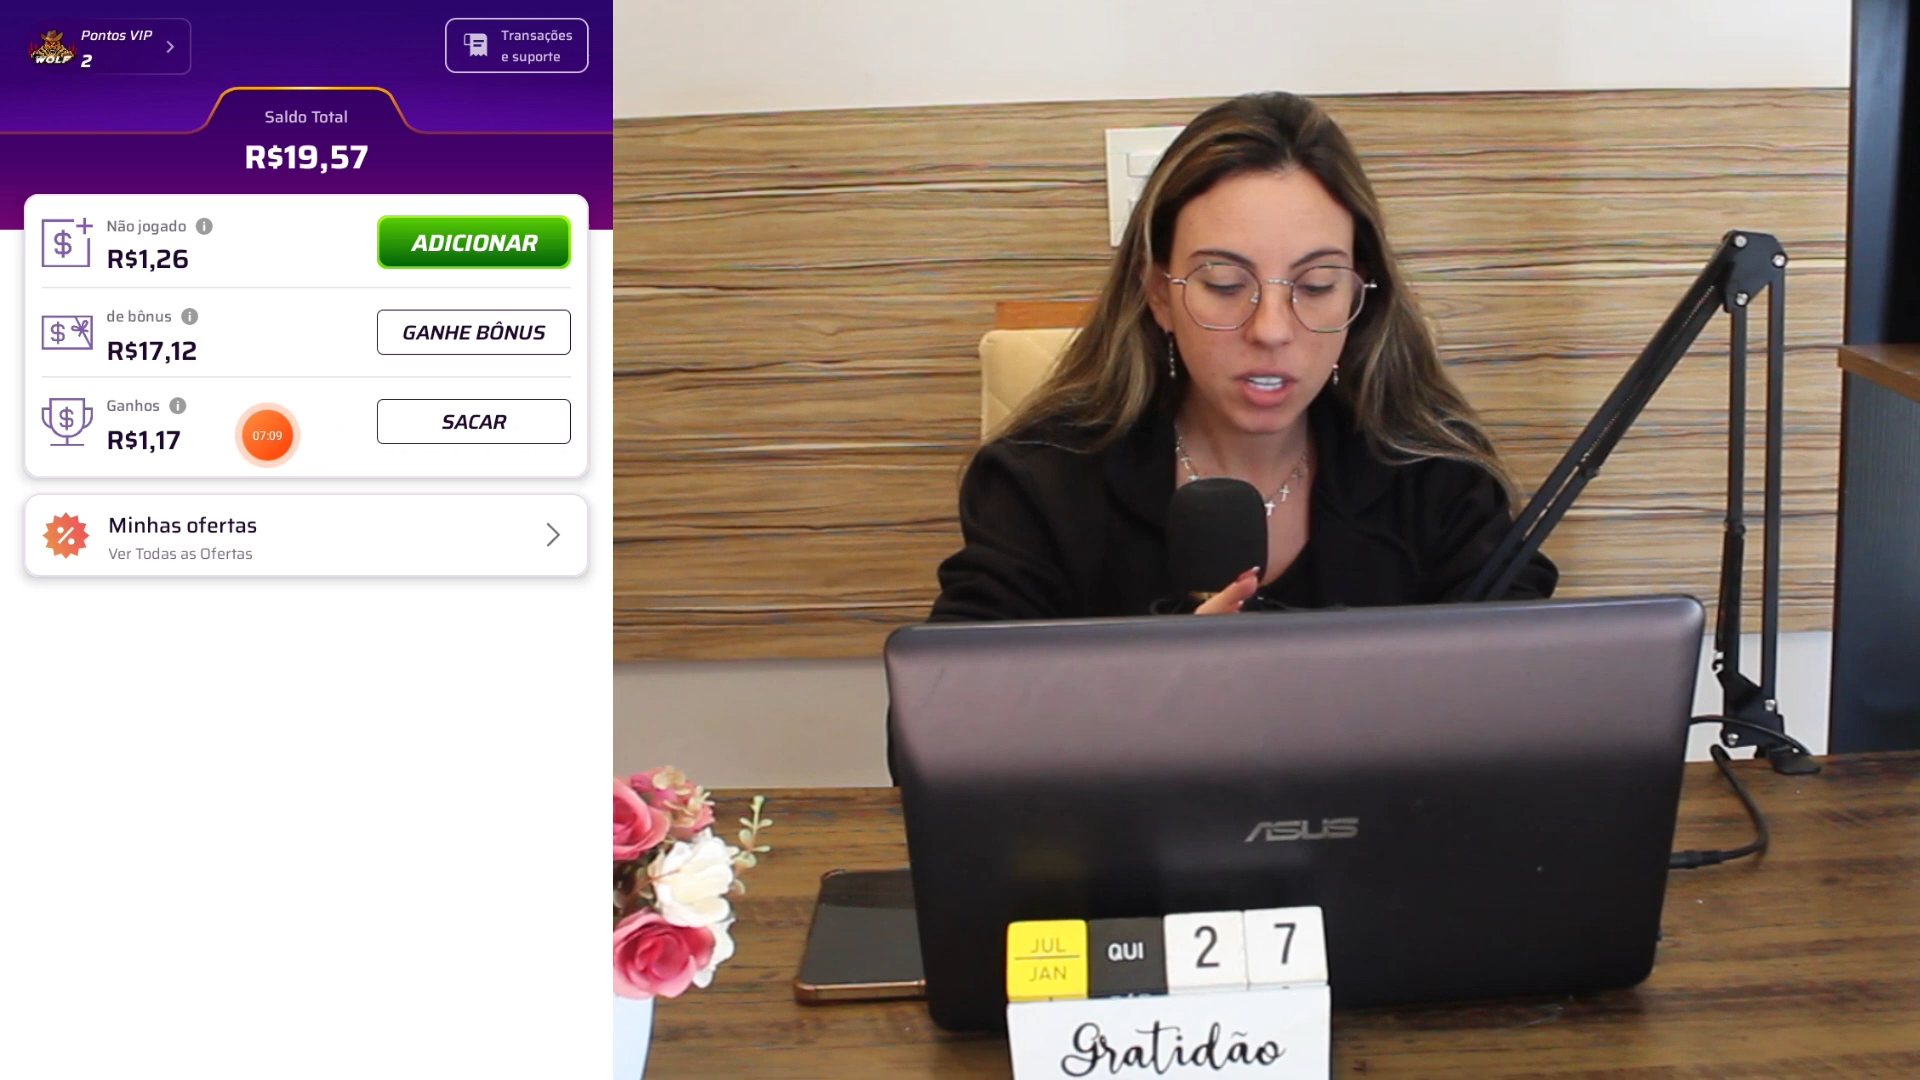 Pontos VIP
2
WOLF
Transações
e suporte
Saldo Total
R$19,57
Não jogado
R$1,26
ADICIONAR
de bônus
R$17,12
GANHE BÔNUS
Ganhos
R$1,17
07:09
SACAR
Minhas ofertas
Ver Todas as Ofertas
ASUS
JUL
JAN
QUI
27
Gratidão